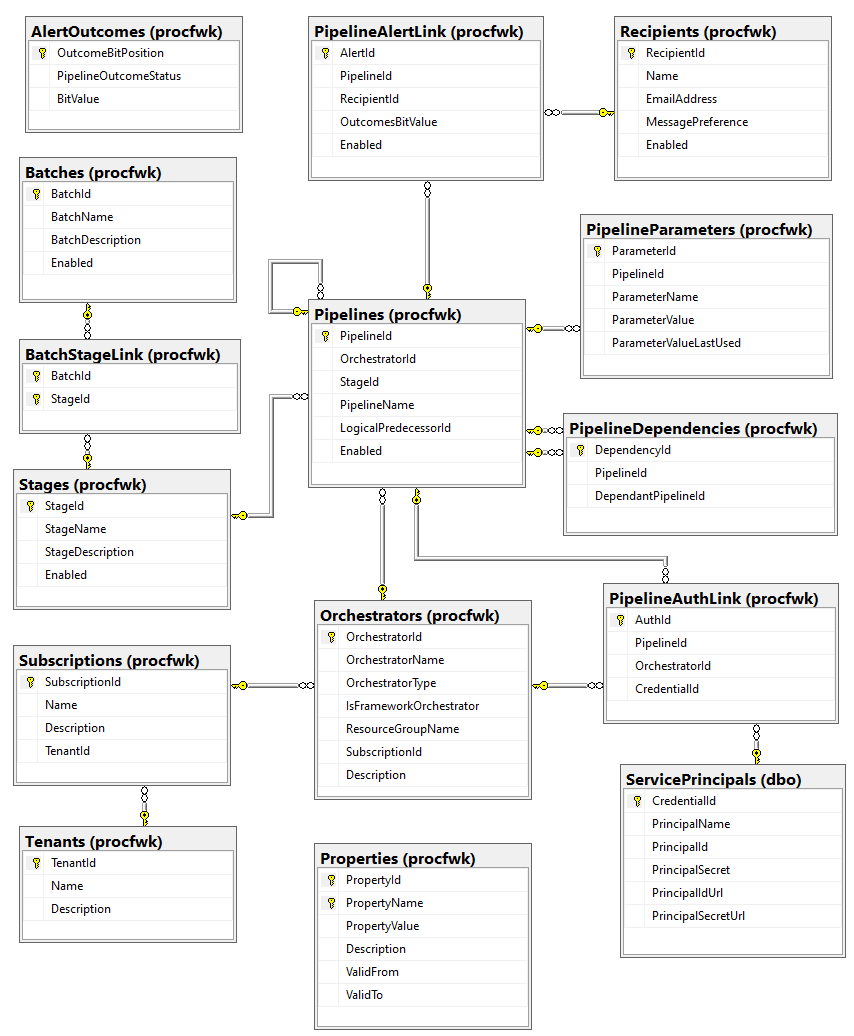 AlertOutcomes (procfwk)
OutcomeBitPosition
PipelineOutcomeStatus
BitValue
PipelineAlertLink (procfwk)
AlertId
PipelineId
RecipientId
OutcomesBitValue
Enabled
Recipients (procfwk)
RecipientId
Name
EmailAddress
MessagePreference
Enabled
Batches (procfwk)
BatchId
BatchName
BatchDescription
Enabled
PipelineParameters (procfwk)
ParameterId
PipelineId
ParameterName
ParameterValue
ParameterValueLastUsed
Pipelines (procfwk)
PipelineId
OrchestratorId
StageId
PipelineName
LogicalPredecessorId
Enabled
BatchStageLink (procfwk)
BatchId
StageId
PipelineDependencies (procfwk)
DependencyId
PipelineId
DependantPipelineId
Stages (procfwk)
StageId
StageName
StageDescription
Enabled
Orchestrators (procfwk)
OrchestratorId
OrchestratorName
OrchestratorType
IsFrameworkOrchestrator
ResourceGroupName
SubscriptionId
Description
PipelineAuthLink (procfwk)
AuthId
PipelineId
OrchestratorId
CredentialId
Subscriptions (procfwk)
SubscriptionId
Name
Description
TenantId
ServicePrincipals (dbo)
CredentialId
PrincipalName
PrincipalId
PrincipalSecret
PrincipalIdUrl
PrincipalSecretUrl
Tenants (procfwk)
TenantId
Name
Description
Properties (procfwk)
PropertyId
PropertyName
PropertyValue
Description
ValidFrom
ValidTo